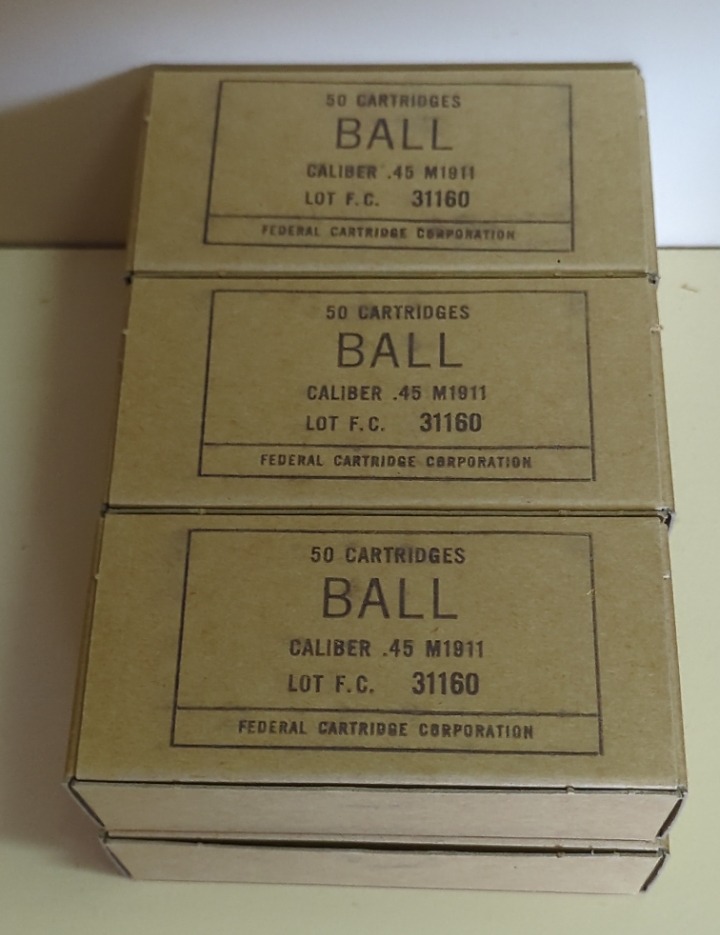 50 CARTRIDGES
BALL
CALIBER .45 M1911
LOT F.C. 31160
FEDERAL CARTRIDGE CORPORATION
50 CARTRIDGES
BALL
CALIBER .45 M1911
LOT F.C. 31160
FEDERAL CARTRIDGE CORPORATION
50 CARTRIDGES
BALL
CALIBER .45 M1911
LOT F.C. 31160
FEDERAL CARTRIDGE CORPORATION